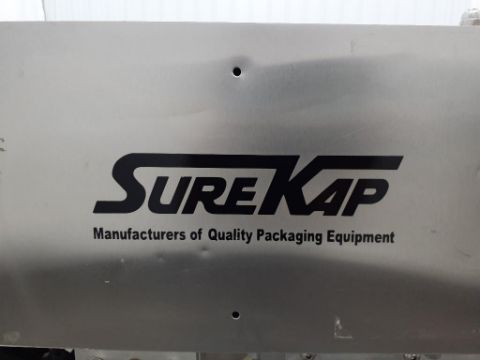 SUREKAP
Manufacturers of Quality Packaging Equipment